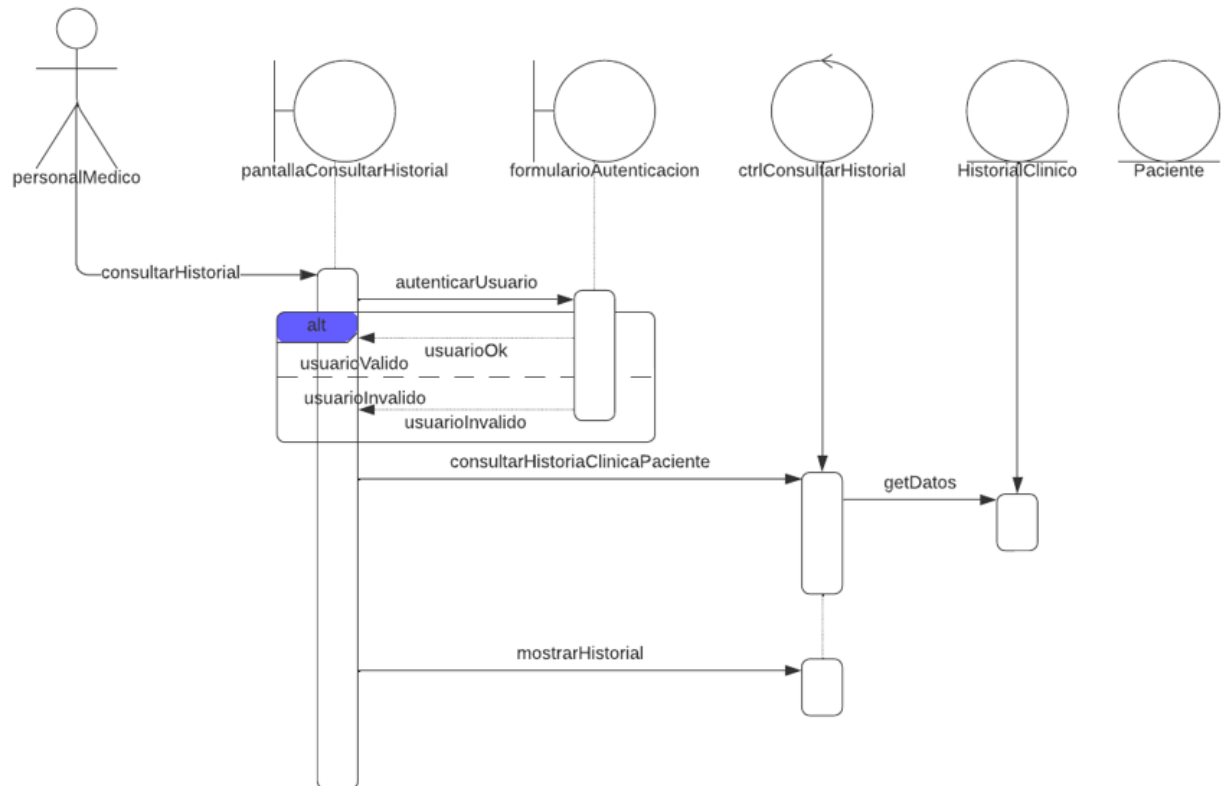 personalMedico
pantallaConsultarHistorial
formularioAutenticacion
ctrlConsultarHistorial
HistorialClinico
Paciente
consultarHistorial
autenticarUsuario
alt
usuarioOk
usuarioValido
usuarioInvalido
usuarioInvalido
consultarHistoriaClinicaPaciente
getDatos
mostrarHistorial